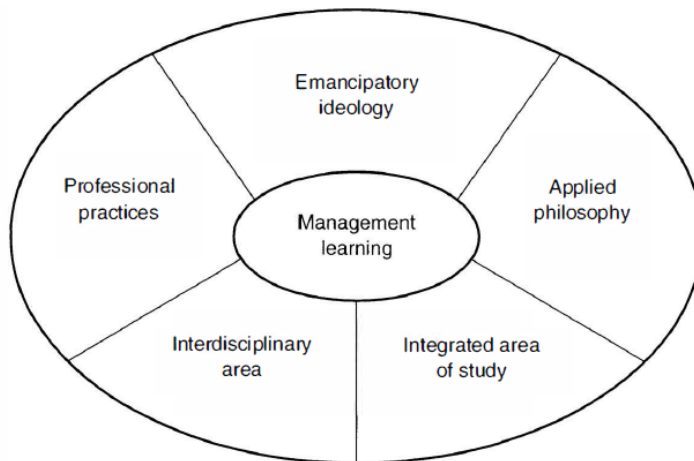 Emancipatory
ideology
Professional
practices
Applied
philosophy
Management
learning
Interdisciplinary
area
Integrated area
of study